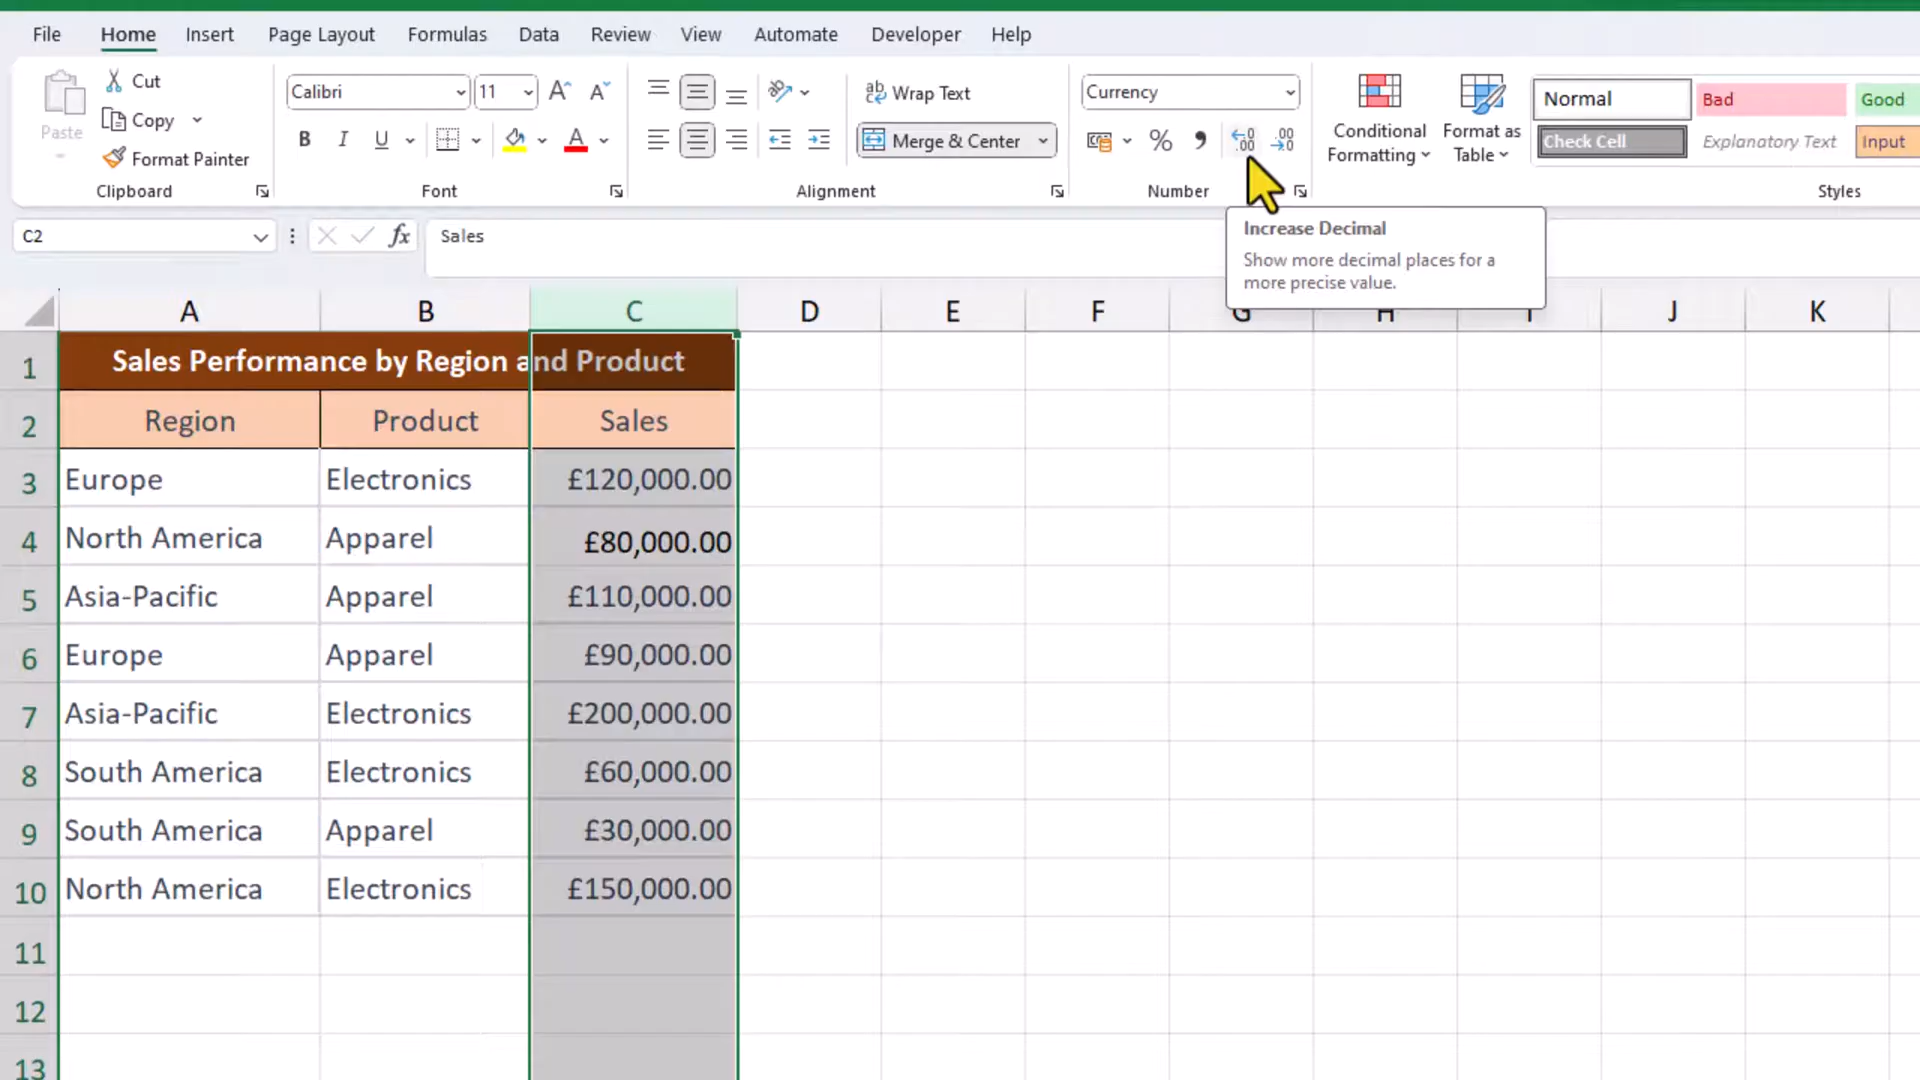 File Home Insert Page Layout Formulas Data Review View Automate Developer Help
Paste
Cut
Copy
Format Painter
Clipboard
Calibri 11 A A
B I U A
Font
ab Wrap Text
Merge & Center
Alignment
Currency
% , .00 .00
Number
Conditional
Formatting
Format as
Table
Normal Bad Good
Check Cell Explanatory Text Input
Styles
C2 fx Sales
Increase Decimal
Show more decimal places for a
more precise value.
A B C D E F G H I J K
1 Sales Performance by Region and Product
2 Region Product Sales
3 Europe Electronics £120,000.00
4 North America Apparel £80,000.00
5 Asia-Pacific Apparel £110,000.00
6 Europe Apparel £90,000.00
7 Asia-Pacific Electronics £200,000.00
8 South America Electronics £60,000.00
9 South America Apparel £30,000.00
10 North America Electronics £150,000.00
11
12
13